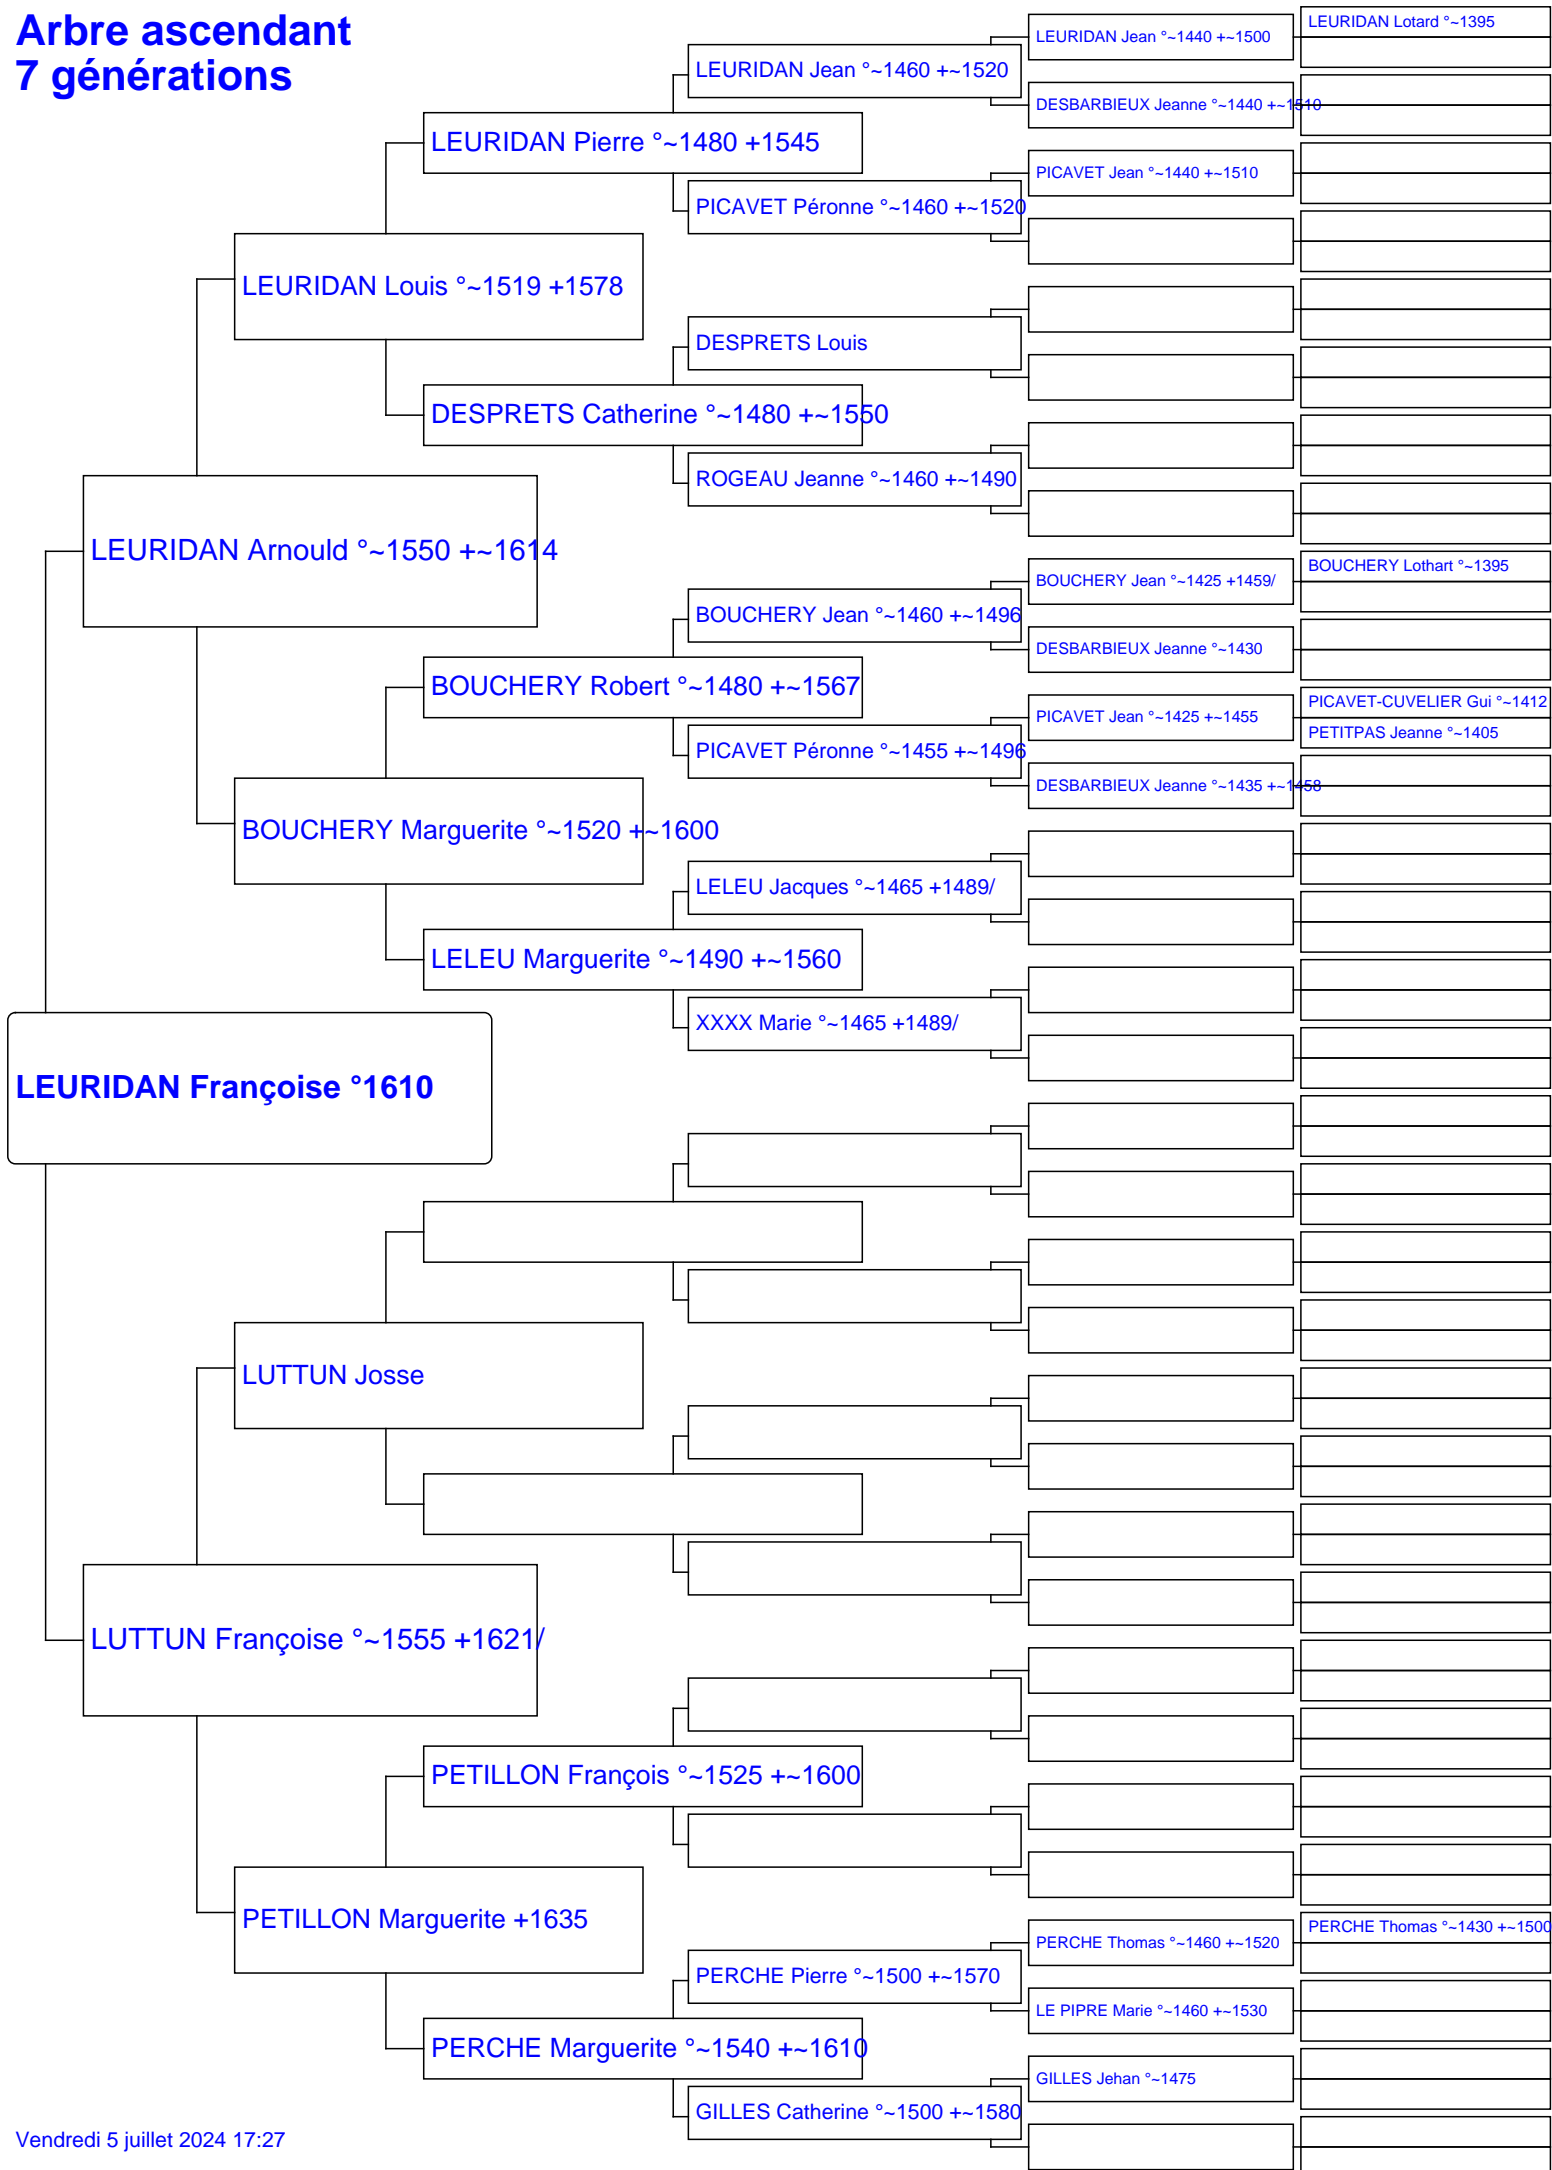 Arbre ascendant
7 générations
LEURIDAN Lotard °~1395
LEURIDAN Jean °~1440 +~1500
LEURIDAN Jean °~1460 +~1520
DESBARBIEUX Jeanne °~1440 +~1510
LEURIDAN Pierre °~1480 +1545
PICAVET Jean °~1440 +~1510
PICAVET Péronne °~1460 +~1520
LEURIDAN Louis °~1519 +1578
DESPRETS Louis
DESPRETS Catherine °~1480 +~1550
ROGEAU Jeanne °~1460 +~1490
LEURIDAN Arnould °~1550 +~1614
BOUCHERY Lothart °~1395
BOUCHERY Jean °~1425 +1459/
BOUCHERY Jean °~1460 +~1496
DESBARBIEUX Jeanne °~1430
BOUCHERY Robert °~1480 +~1567
PICAVET-CUVELIER Gui °~1412
PICAVET Jean °~1425 +~1455
PETITPAS Jeanne °~1405
PICAVET Péronne °~1455 +~1496
DESBARBIEUX Jeanne °~1435 +~1458
BOUCHERY Marguerite °~1520 +~1600
LELEU Jacques °~1465 +1489/
LELEU Marguerite °~1490 +~1560
XXXX Marie °~1465 +1489/
LEURIDAN Françoise °1610
LUTTUN Josse
LUTTUN Françoise °~1555 +1621/
PETILLON François °~1525 +~1600
PETILLON Marguerite +1635
PERCHE Thomas °~1430 +~1500
PERCHE Thomas °~1460 +~1520
PERCHE Pierre °~1500 +~1570
LE PIPRE Marie °~1460 +~1530
PERCHE Marguerite °~1540 +~1610
GILLES Jehan °~1475
GILLES Catherine °~1500 +~1580
Vendredi 5 juillet 2024 17:27